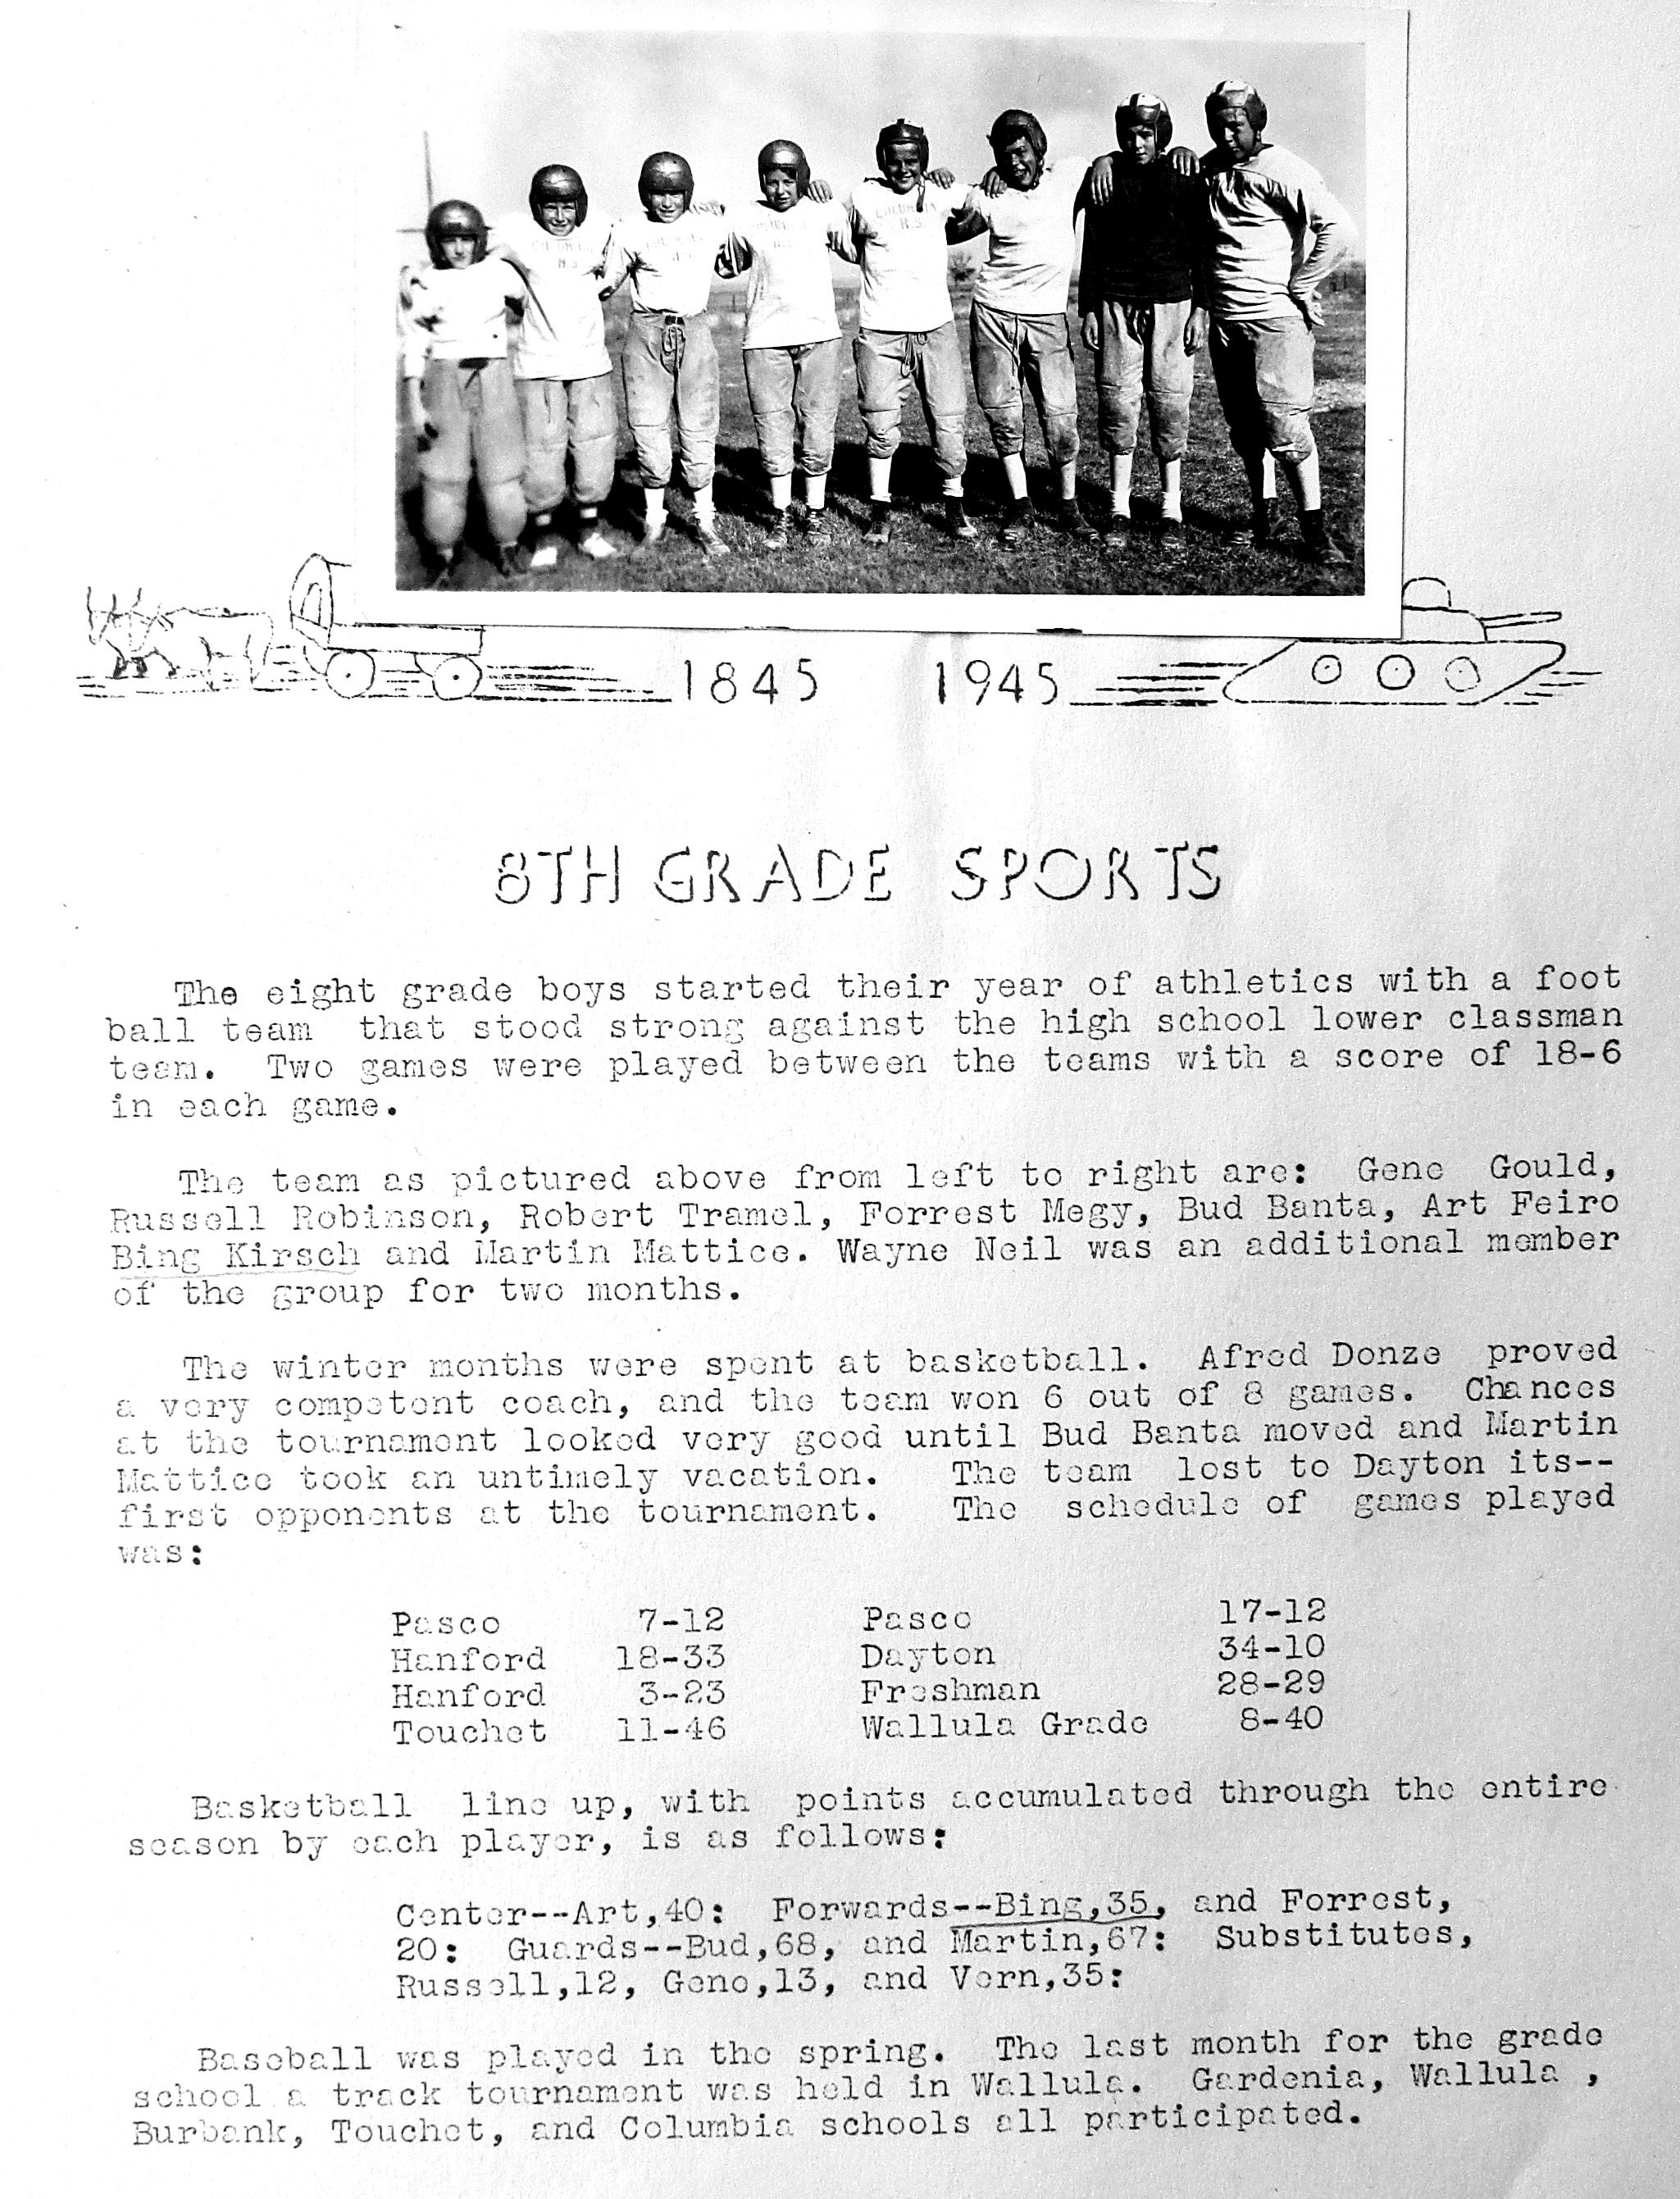 COLUMBIA
H.S.
1845 1945
8TH GRADE SPORTS
The eight grade boys started their year of athletics with a foot
ball team that stood strong against the high school lower classman
team. Two games were played between the teams with a score of 18-6
in each game.
The team as pictured above from left to right are: Gene Gould,
Russell Robinson, Robert Tramel, Forrest Megy, Bud Banta, Art Feiro
Bing Kirsch and Martin Mattice. Wayne Neil was an additional member
of the group for two months.
The winter months were spent at basketball. Afred Donze proved
a very competent coach, and the team won 6 out of 8 games. Chances
at the tournament looked very good until Bud Banta moved and Martin
Mattice took an untimely vacation. The team lost to Dayton its--
first opponents at the tournament. The schedule of games played
was:
Pasco 7-12 Pasco 17-12
Hanford 18-33 Dayton 34-10
Hanford 3-23 Freshman 28-29
Touchet 11-46 Wallula Grade 8-40
Basketball line up, with points accumulated through the entire
season by each player, is as follows:
Center--Art,40: Forwards--Bing,35, and Forrest,
20: Guards--Bud,68, and Martin,67: Substitutes,
Russell,12, Gene,13, and Vern,35:
Baseball was played in the spring. The last month for the grade
school a track tournament was held in Wallula. Gardenia, Wallula ,
Burbank, Touchet, and Columbia schools all participated.